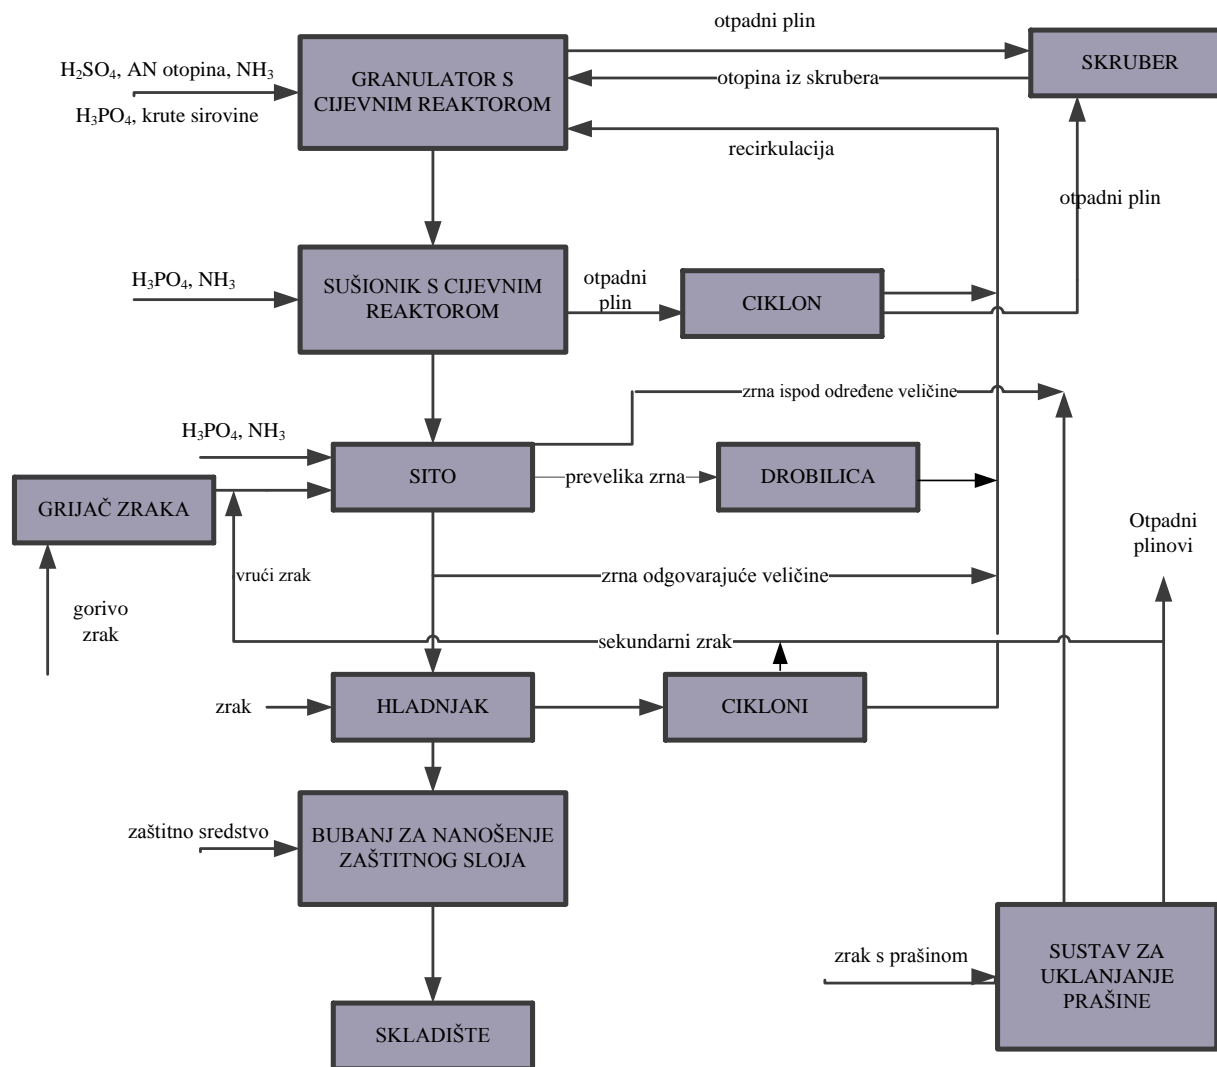 otpadni plin
H₂SO₄, AN otopina, NH₃
GRANULATOR S
CIJEVNIM REAKTOROM
SKRUBER
otopina iz skrubera
H₃PO₄, krute sirovine
recirkulacija
otpadni plin
H₃PO₄, NH₃
SUŠIONIK S CIJEVNIM
REAKTOROM
otpadni
plin
CIKLON
zrna ispod određene veličine
H₃PO₄, NH₃
SITO
prevelika zrna
DROBILICA
GRIJAČ ZRAKA
Otpadni
plinovi
vrući zrak
zrna odgovarajuće veličine
gorivo
zrak
sekundarni zrak
zrak
HLADNJAK
CIKLONI
zaštitno sredstvo
BUBANJ ZA NANOŠENJE
ZAŠTITNOG SLOJA
zrak s prašinom
SUSTAV ZA
UKLANJANJE
PRAŠINE
SKLADIŠTE